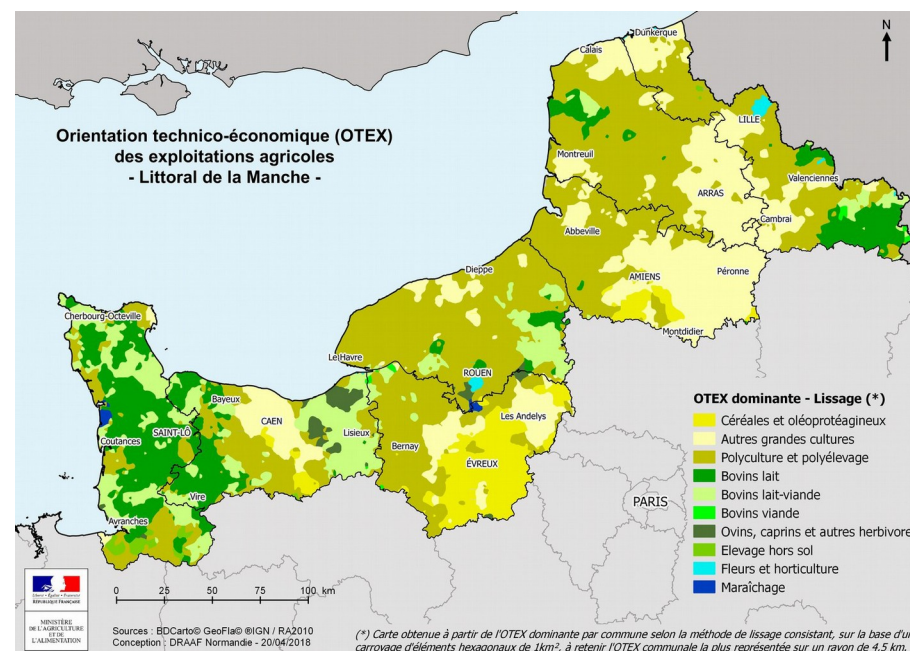 Orientation technico-économique (OTEX)
des exploitations agricoles
- Littoral de la Manche -
N
Dunkerque
Calais
LILLE
Montreuil
Valenciennes
ARRAS
Cambrai
Abbeville
AMIENS
Péronne
Dieppe
Montdidier
Cherbourg-Octeville
Le Havre
ROUEN
Bayeux
Les Andelys
CAEN
Lisieux
Bernay
Coutances
SAINT-LÔ
ÉVREUX
Vire
PARIS
Avranches
OTEX dominante - Lissage (*)
Céréales et oléoprotéagineux
Autres grandes cultures
Polyculture et polyélevage
Bovins lait
Bovins lait-viande
Bovins viande
Ovins, caprins et autres herbivore
Elevage hors sol
Fleurs et horticulture
Maraîchage
0 25 50 75 100 km
Liberté • Égalité • Fraternité
RÉPUBLIQUE FRANÇAISE
MINISTÈRE
DE L'AGRICULTURE
ET DE
L'ALIMENTATION
Sources : BDCarto© GeoFla© ®IGN / RA2010
Conception : DRAAF Normandie - 20/04/2018
(*) Carte obtenue à partir de l'OTEX dominante par commune selon la méthode de lissage consistant, sur la base d'u
carroyage d'éléments hexagonaux de 1km², à retenir l'OTEX communale la plus représentée sur un rayon de 4,5 km.